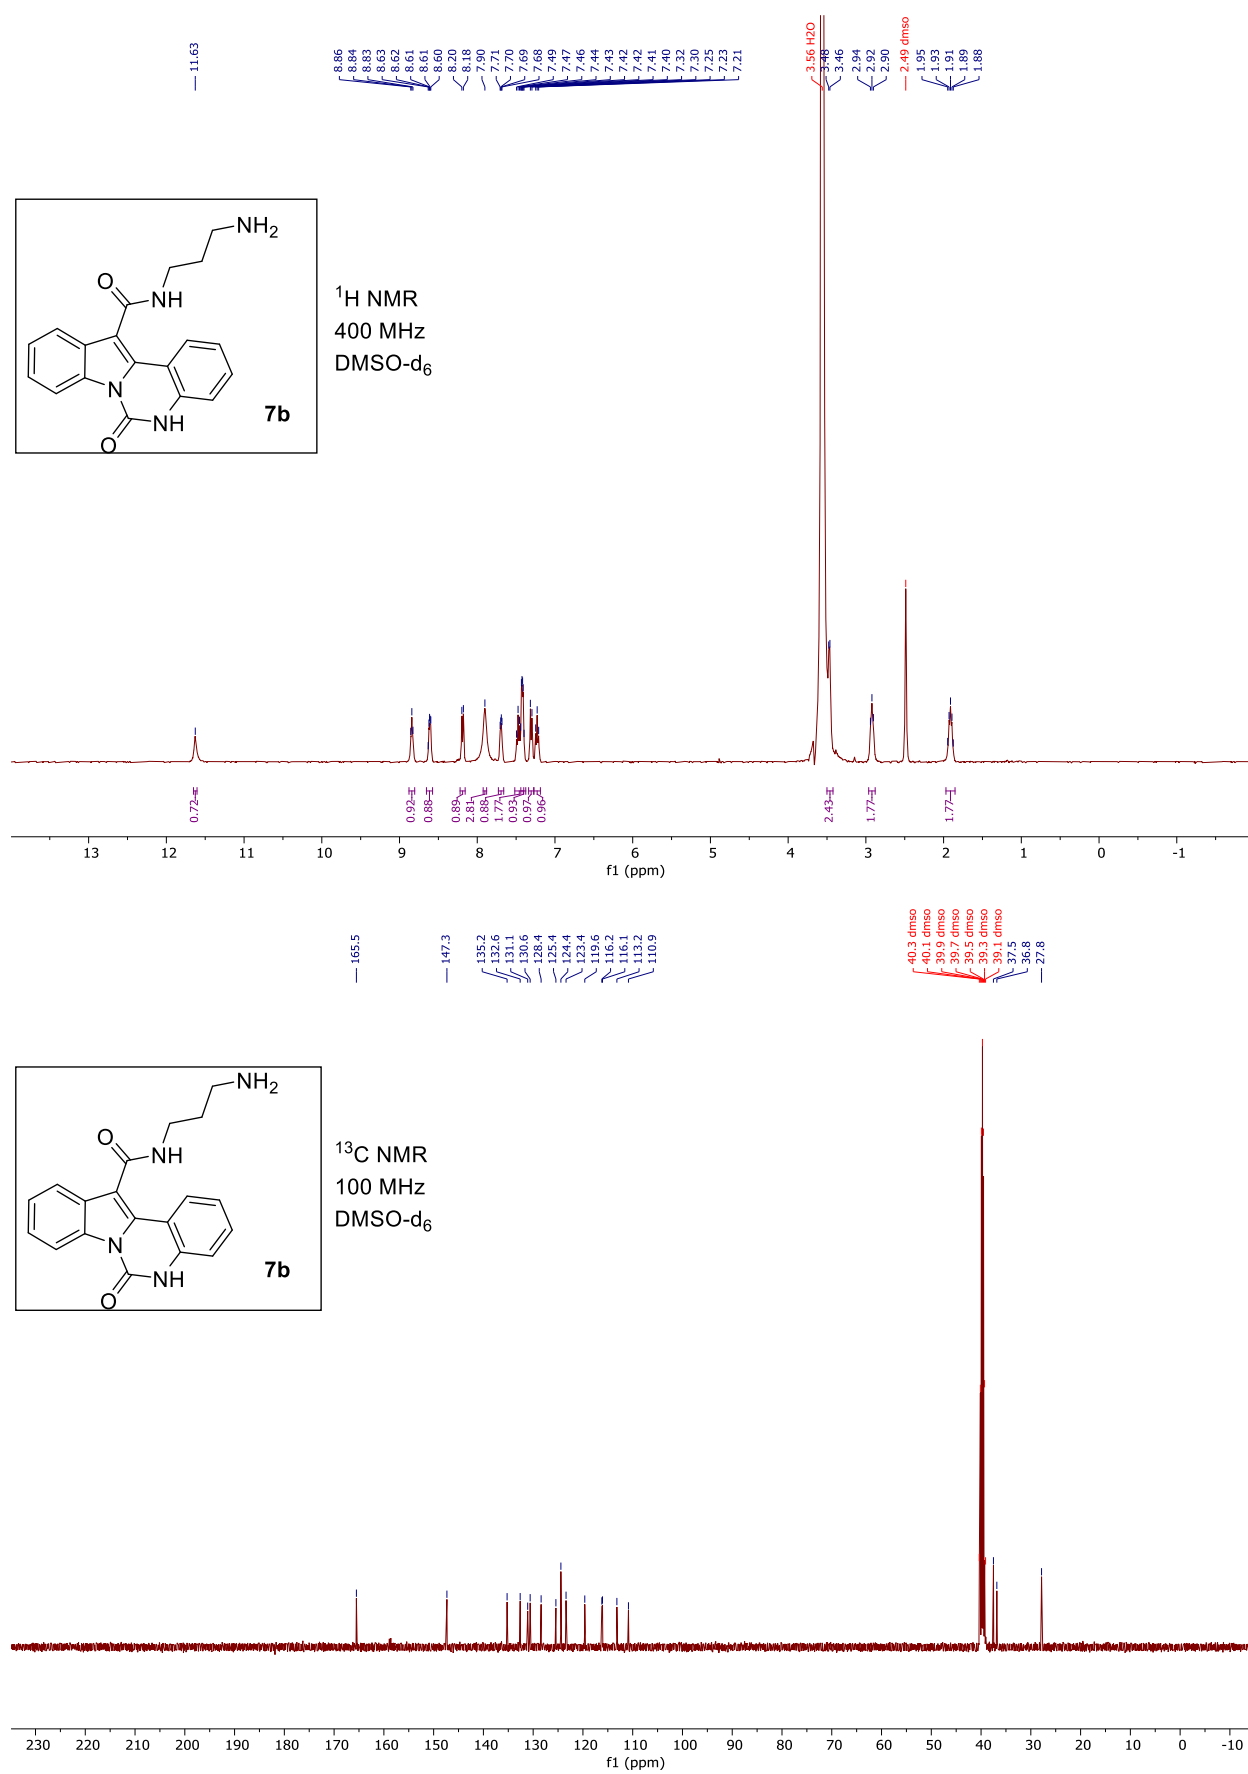 11.63
8.86
8.84
8.83
8.63
8.62
8.61
8.61
8.60
8.20
8.18
7.90
7.71
7.70
7.69
7.68
7.49
7.47
7.46
7.44
7.43
7.42
7.42
7.41
7.40
7.32
7.30
7.25
7.23
7.21
3.56 H2O
3.48
3.46
2.94
2.92
2.90
2.49 dmso
1.95
1.93
1.91
1.89
1.88
NH2
O
NH
N
NH
O
7b
1H NMR
400 MHz
DMSO-d6
0.72
0.92
0.88
0.89
2.81
0.88
1.77
0.93
0.97
0.96
2.43
1.77
1.77
13 12 11 10 9 8 7 6 5 4 3 2 1 0 -1
f1 (ppm)
165.5
147.3
135.2
132.6
131.1
130.6
128.4
125.4
124.4
123.4
119.6
116.2
116.1
113.2
110.9
40.3 dmso
40.1 dmso
39.9 dmso
39.7 dmso
39.5 dmso
39.3 dmso
39.1 dmso
37.5
36.8
27.8
NH2
O
NH
N
NH
O
7b
13C NMR
100 MHz
DMSO-d6
230 220 210 200 190 180 170 160 150 140 130 120 110 100 90 80 70 60 50 40 30 20 10 0 -10
f1 (ppm)